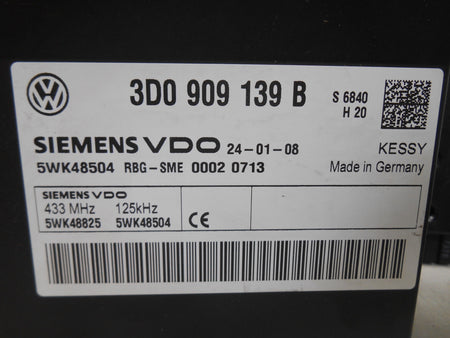 3D0 909 139 B
S 6840
H 20
SIEMENS VDO 24-01-08
KESSY
5WK48504 RBG-SME 0002 0713
Made in Germany
SIEMENS VDO
433 MHz 125kHz
5WK48825 5WK48504
CE